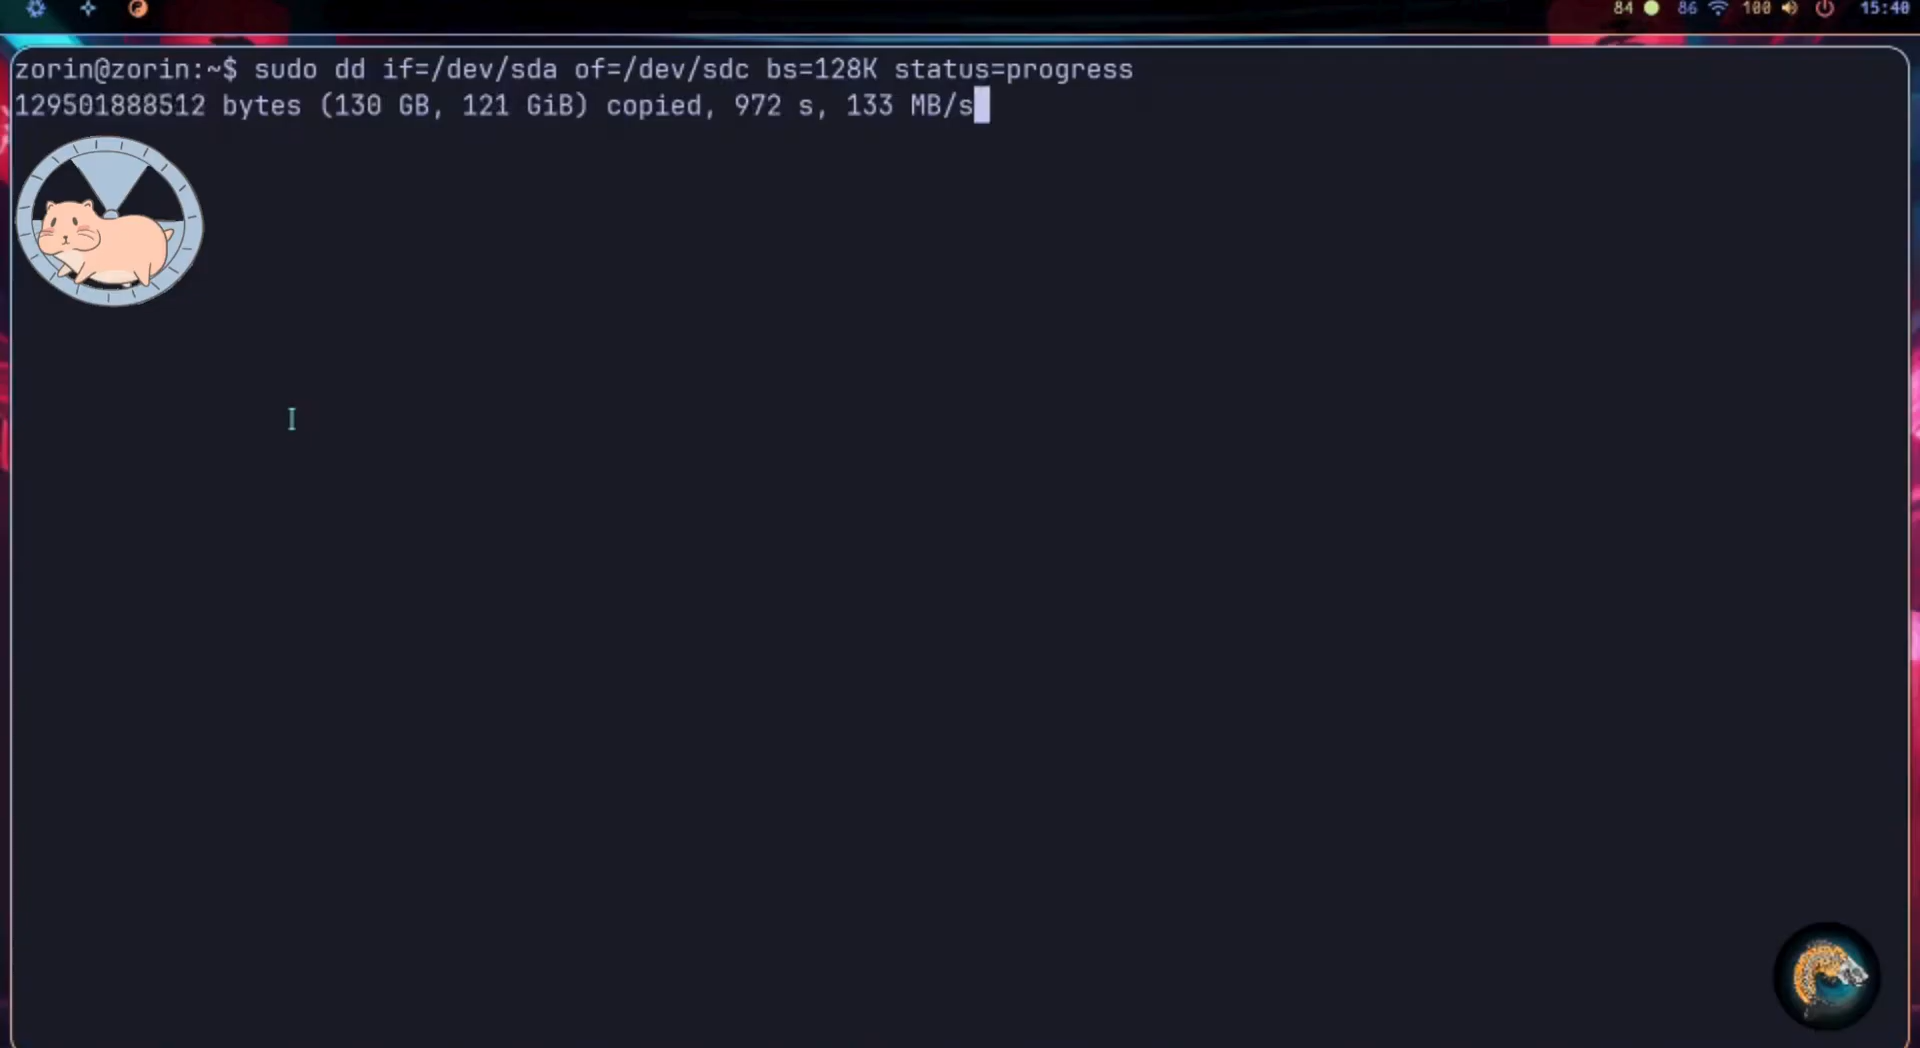 84 86 100 15:40
zorin@zorin:~$ sudo dd if=/dev/sda of=/dev/sdc bs=128K status=progress
129501888512 bytes (130 GB, 121 GiB) copied, 972 s, 133 MB/s